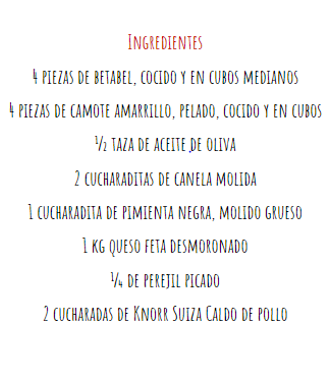 Ingredientes
4 piezas de betabel, cocido y en cubos medianos
4 piezas de camote amarrillo, pelado, cocido y en cubos
½ taza de aceite de oliva
2 cucharaditas de canela molida
1 cucharadita de pimienta negra, molido grueso
1 kg queso feta desmoronado
¼ de perejil picado
2 cucharadas de Knorr Suiza Caldo de pollo